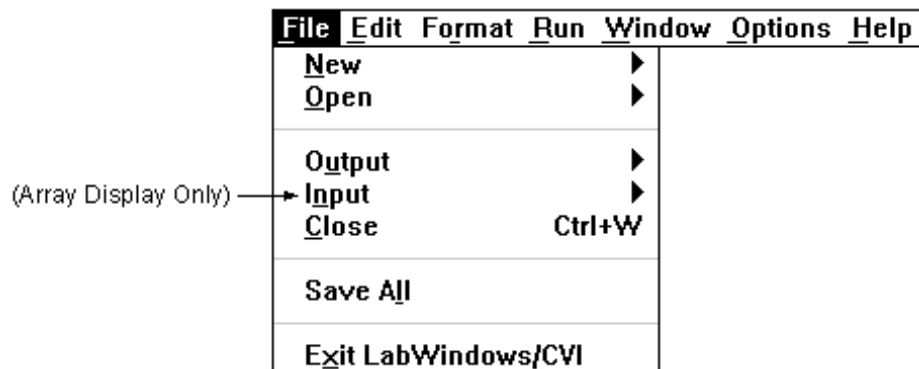 File Edit Format Run Window Options Help
New
Open
Output
(Array Display Only) Input
Close Ctrl+W
Save All
Exit LabWindows/CVI